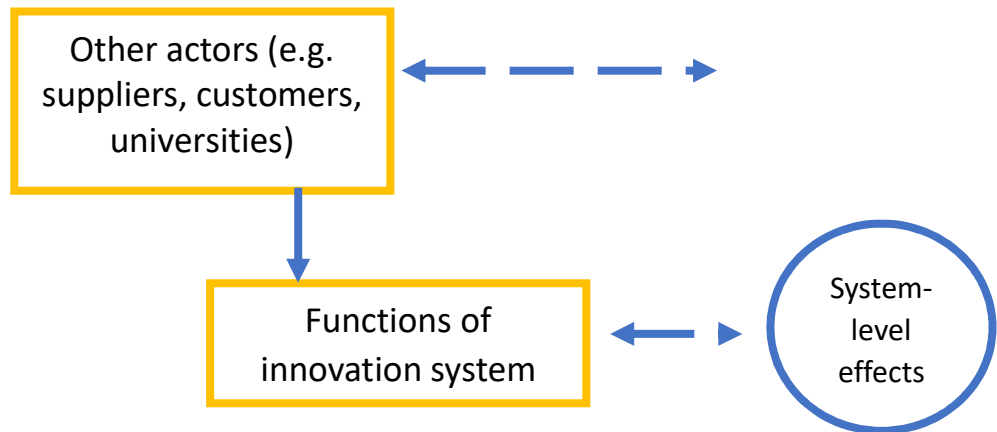 Other actors (e.g.
suppliers, customers,
universities)
Functions of
innovation system
System-
level
effects